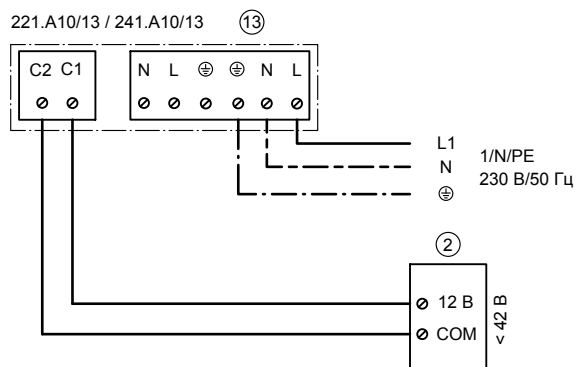 221.A10/13 / 241.A10/13 13
C2 C1 N L N L
L1
N
1/N/PE
230 В/50 Гц
2
12 В
COM
< 42 В